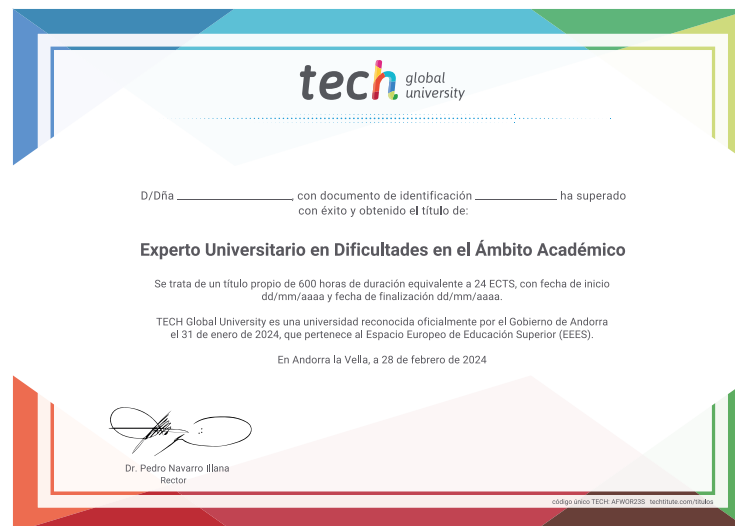 tech global university
D/Dña ____________, con documento de identificación ____________ ha superado
con éxito y obtenido el título de:
Experto Universitario en Dificultades en el Ámbito Académico
Se trata de un título propio de 600 horas de duración equivalente a 24 ECTS, con fecha de inicio
dd/mm/aaaa y fecha de finalización dd/mm/aaaa.
TECH Global University es una universidad reconocida oficialmente por el Gobierno de Andorra
el 31 de enero de 2024, que pertenece al Espacio Europeo de Educación Superior (EEES).
En Andorra la Vella, a 28 de febrero de 2024
Dr. Pedro Navarro Illana
Rector
código único TECH: AFWOR23S techtitute.com/titulos